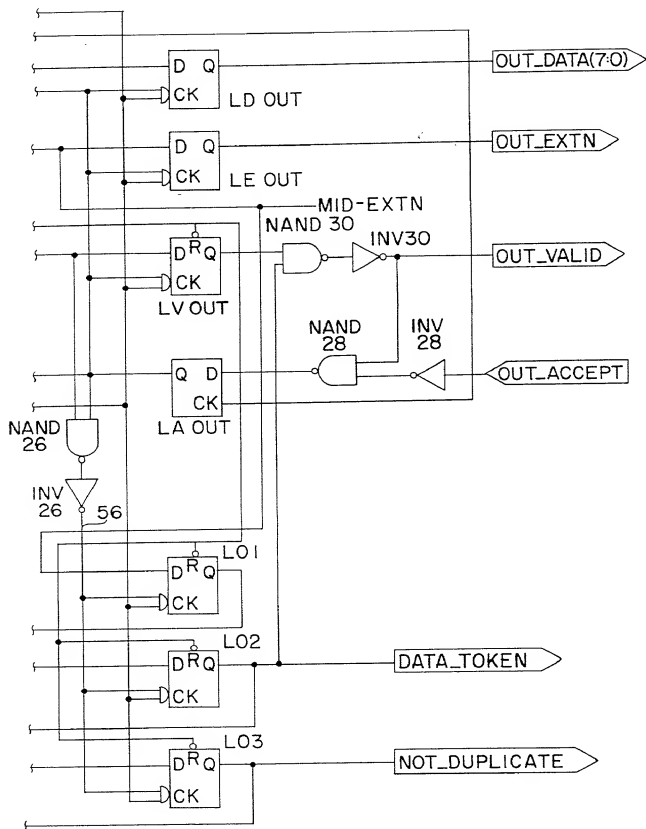 D Q
CK
LD OUT
OUT_DATA(7:0)
D Q
CK
LE OUT
OUT_EXTN
MID-EXTN
NAND 30
D R Q
CK
LV OUT
INV30
OUT_VALID
NAND
28
INV
28
Q D
CK
LA OUT
OUT_ACCEPT
NAND
26
INV
26
56
LO1
D R Q
CK
LO2
D R Q
CK
DATA_TOKEN
LO3
D R Q
CK
NOT_DUPLICATE